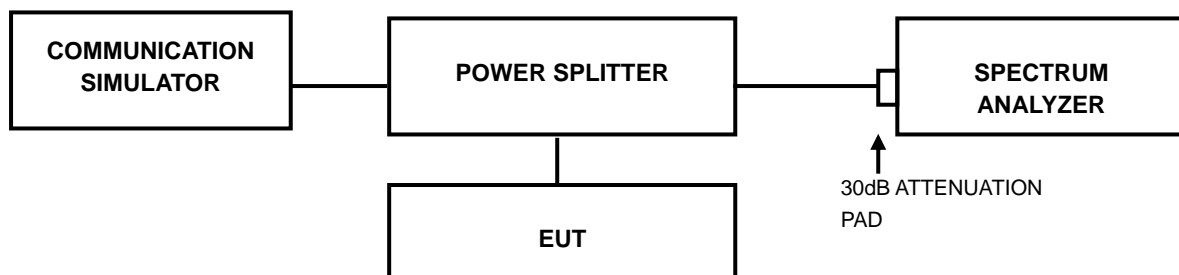 COMMUNICATION
SIMULATOR
POWER SPLITTER
SPECTRUM
ANALYZER
30dB ATTENUATION
PAD
EUT